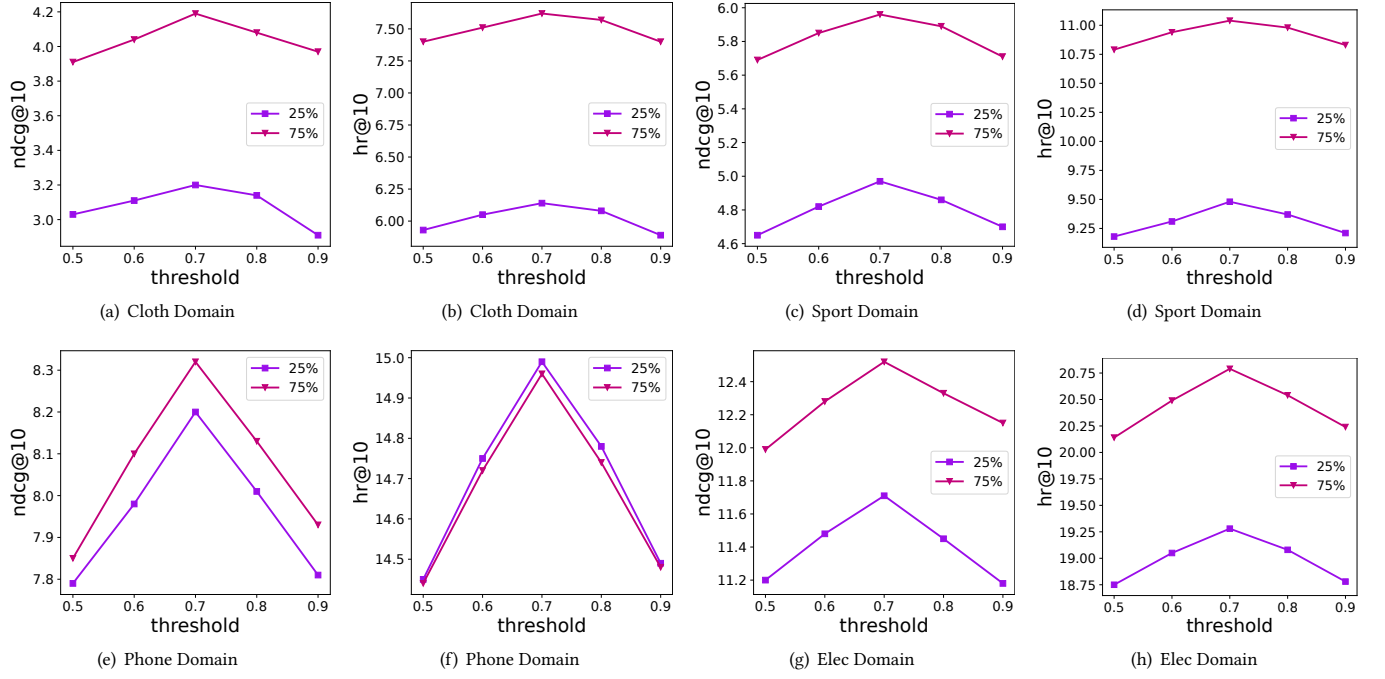 4.2
4.0
3.8
3.6
3.4
3.2
3.0
ndcg@10
25%
75%
0.5 0.6 0.7 0.8 0.9
threshold
(a) Cloth Domain
7.50
7.25
7.00
6.75
6.50
6.25
6.00
hr@10
25%
75%
0.5 0.6 0.7 0.8 0.9
threshold
(b) Cloth Domain
6.0
5.8
5.6
5.4
5.2
5.0
4.8
4.6
ndcg@10
25%
75%
0.5 0.6 0.7 0.8 0.9
threshold
(c) Sport Domain
11.00
10.75
10.50
10.25
10.00
9.75
9.50
9.25
hr@10
25%
75%
0.5 0.6 0.7 0.8 0.9
threshold
(d) Sport Domain
8.3
8.2
8.1
8.0
7.9
7.8
ndcg@10
25%
75%
0.5 0.6 0.7 0.8 0.9
threshold
(e) Phone Domain
15.0
14.9
14.8
14.7
14.6
14.5
hr@10
25%
75%
0.5 0.6 0.7 0.8 0.9
threshold
(f) Phone Domain
12.4
12.2
12.0
11.8
11.6
11.4
11.2
ndcg@10
25%
75%
0.5 0.6 0.7 0.8 0.9
threshold
(g) Elec Domain
20.75
20.50
20.25
20.00
19.75
19.50
19.25
19.00
18.75
hr@10
25%
75%
0.5 0.6 0.7 0.8 0.9
threshold
(h) Elec Domain